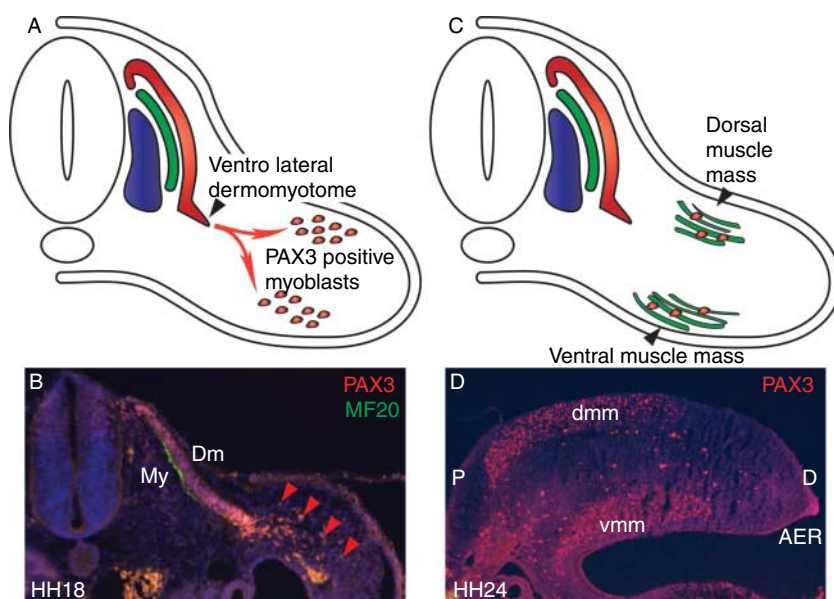 A
Ventro lateral
dermomyotome
PAX3 positive
myoblasts
C
Dorsal
muscle
mass
Ventral muscle mass
B
PAX3
MF20
Dm
My
HH18
D
PAX3
dmm
P
D
vmm
AER
HH24